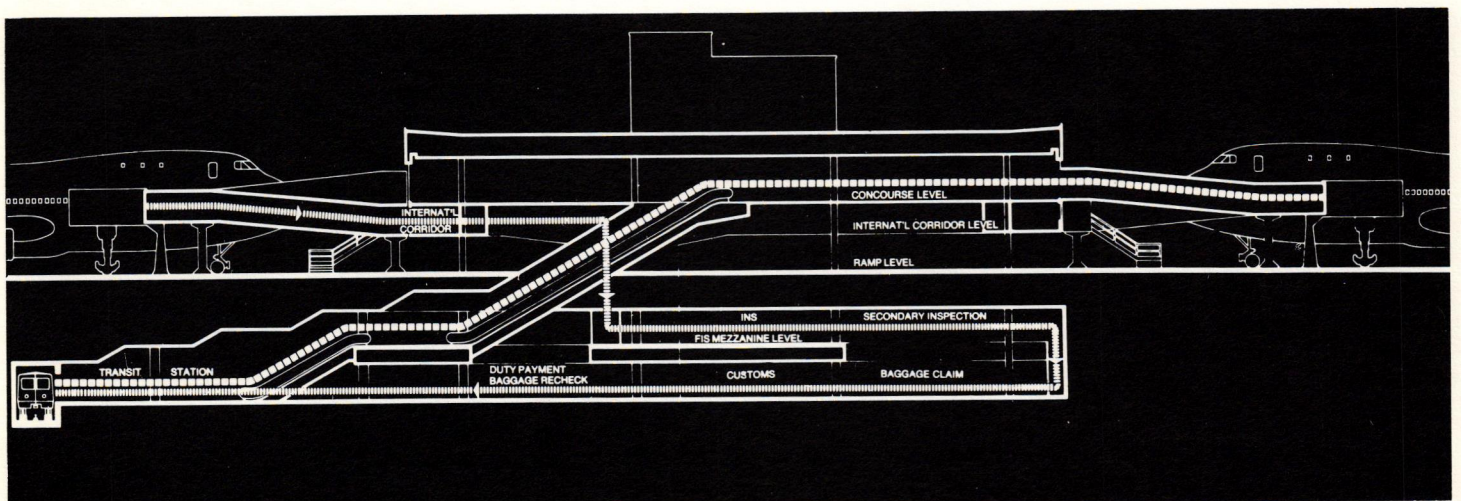 CONCOURSE LEVEL
INTERNAT'L
CORRIDOR
INTERNAT'L CORRIDOR LEVEL
RAMP LEVEL
INS
SECONDARY INSPECTION
FIS MEZZANINE LEVEL
TRANSIT STATION
DUTY PAYMENT
BAGGAGE RECHECK
CUSTOMS
BAGGAGE CLAIM